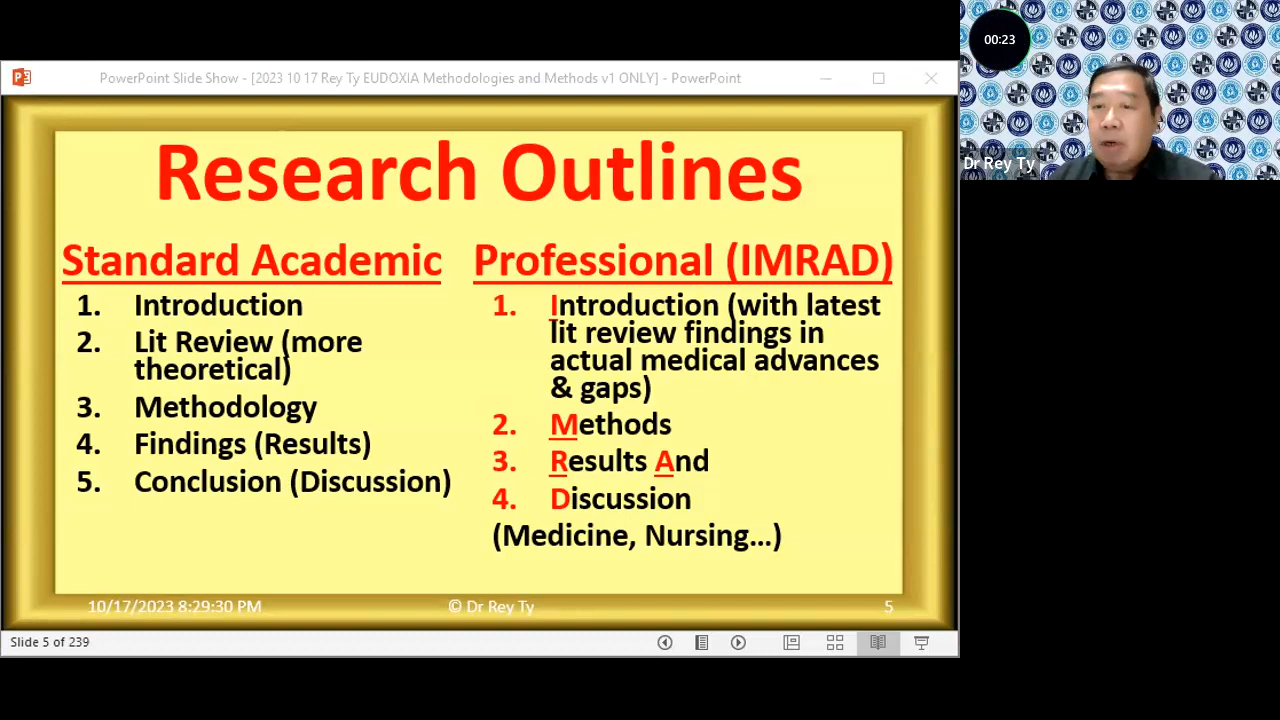 PowerPoint Slide Show - [2023 10 17 Rey Ty EUDOXIA Methodologies and Methods v1 ONLY] - PowerPoint
00:23
Dr Rey Ty
Research Outlines
Standard Academic
1. Introduction
2. Lit Review (more
theoretical)
3. Methodology
4. Findings (Results)
5. Conclusion (Discussion)
Professional (IMRAD)
1. Introduction (with latest
lit review findings in
actual medical advances
& gaps)
2. Methods
3. Results And
4. Discussion
(Medicine, Nursing...)
10/17/2023 8:29:30 PM
© Dr Rey Ty
5
Slide 5 of 239